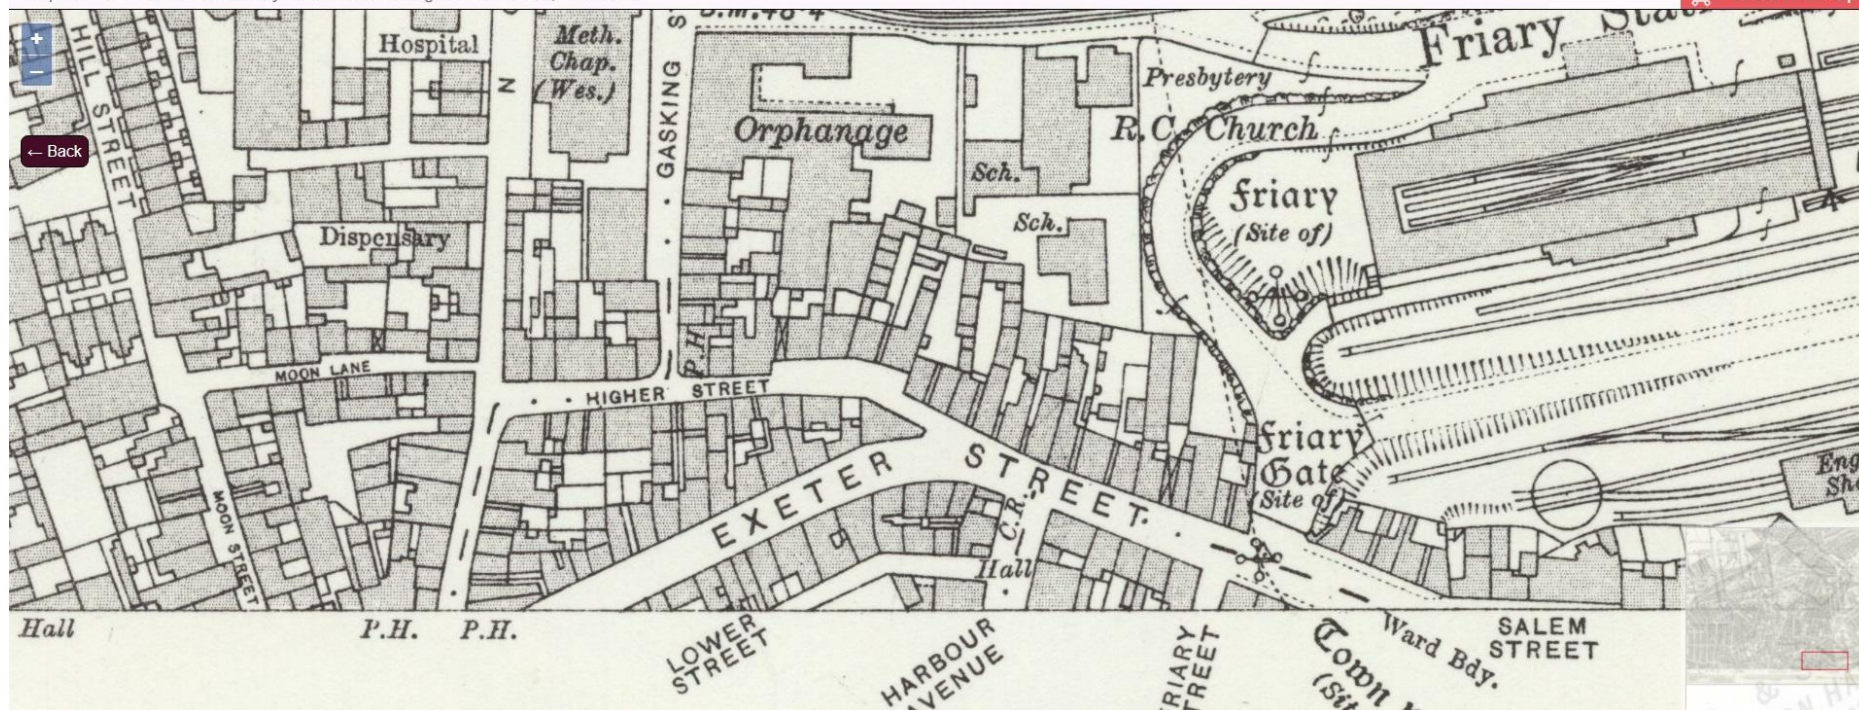 +
−
← Back
HILL STREET
Hospital
Meth.
Chap.
(Wes.)
GASKING
Orphanage
Sch.
Sch.
Presbytery
R.C. Church
Friary
Friary
(Site of)
Dispensary
MOON LANE
P.H.
HIGHER STREET
EXETER STREET
C.R.
Hall
Friary
Gate
(Site of)
MOON STREET
Hall
P.H.
P.H.
LOWER
STREET
HARBOUR
AVENUE
FRIARY
STREET
Town
Ward Bdy.
SALEM
STREET